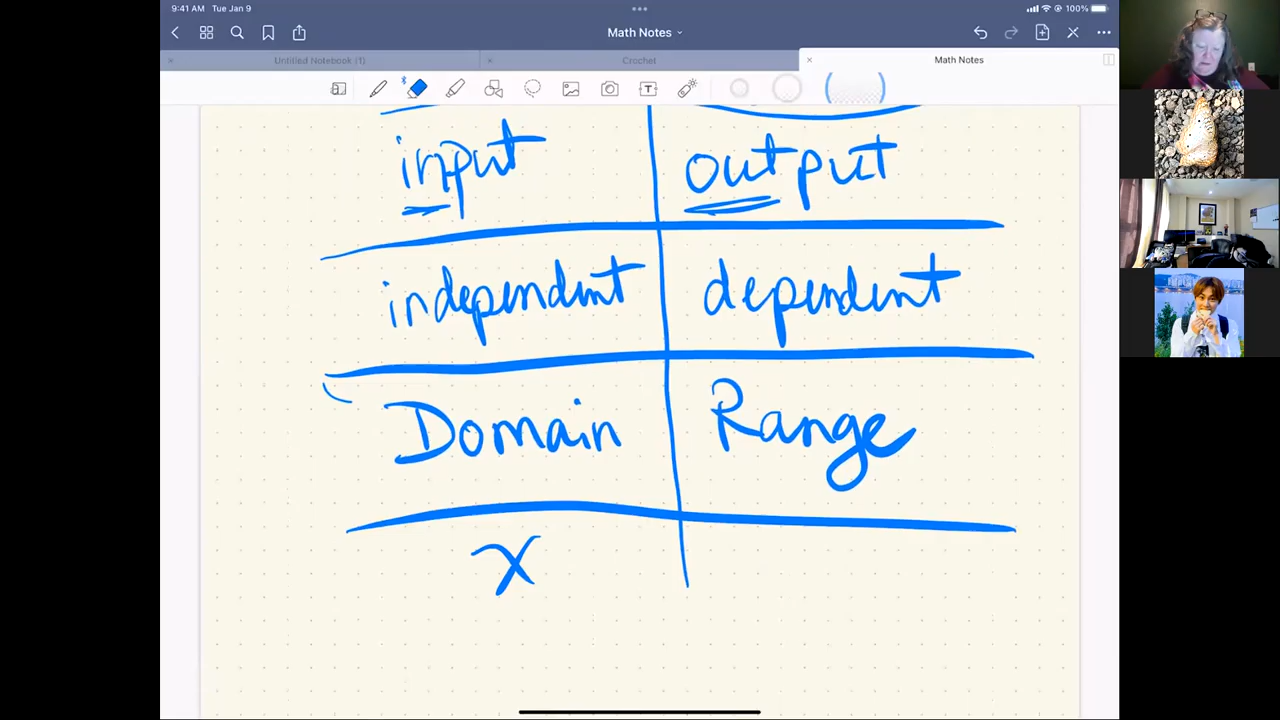 9:41 AM Tue Jan 9
100%
Math Notes
Untitled Notebook (1)
Crochet
Math Notes
T
input output
independent dependent
Domain Range
x